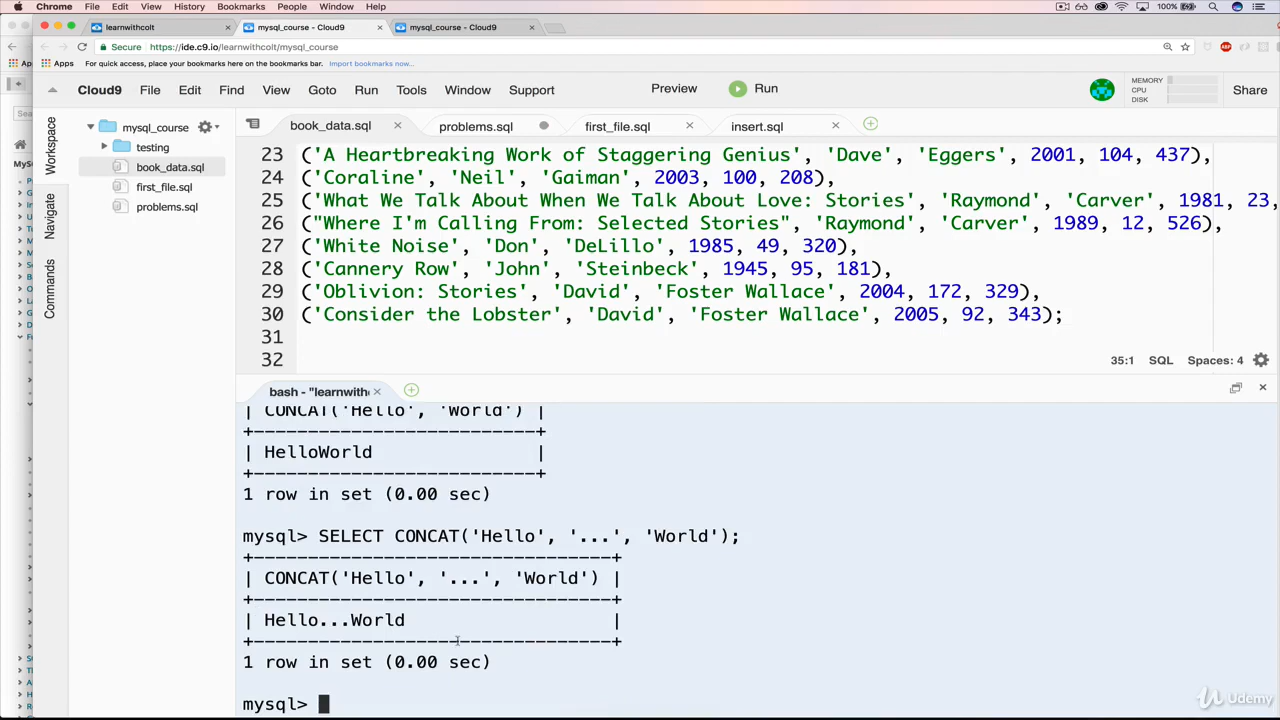 Chrome File Edit View History Bookmarks People Window Help 100%
learnwithcolt mysql_course - Cloud9 mysql_course - Cloud9
Secure https://ide.c9.io/learnwithcolt/mysql_course
Apps For quick access, place your bookmarks here on the bookmarks bar. Import bookmarks now...
Cloud9 File Edit Find View Goto Run Tools Window Support Preview Run MEMORY CPU DISK Share
Workspace
Navigate
Commands
mysql_course
testing
book_data.sql
first_file.sql
problems.sql
book_data.sql problems.sql first_file.sql insert.sql
23 ('A Heartbreaking Work of Staggering Genius', 'Dave', 'Eggers', 2001, 104, 437),
24 ('Coraline', 'Neil', 'Gaiman', 2003, 100, 208),
25 ('What We Talk About When We Talk About Love: Stories', 'Raymond', 'Carver', 1981, 23,
26 ("Where I'm Calling From: Selected Stories", 'Raymond', 'Carver', 1989, 12, 526),
27 ('White Noise', 'Don', 'DeLillo', 1985, 49, 320),
28 ('Cannery Row', 'John', 'Steinbeck', 1945, 95, 181),
29 ('Oblivion: Stories', 'David', 'Foster Wallace', 2004, 172, 329),
30 ('Consider the Lobster', 'David', 'Foster Wallace', 2005, 92, 343);
31
32
35:1 SQL Spaces: 4
bash - "learnwith
| CONCAT('Hello', 'World') |
+--------------------------+
| HelloWorld |
+--------------------------+
1 row in set (0.00 sec)
mysql> SELECT CONCAT('Hello', '...', 'World');
+---------------------------------+
| CONCAT('Hello', '...', 'World') |
+---------------------------------+
| Hello...World |
+---------------------------------+
1 row in set (0.00 sec)
mysql>
Udemy